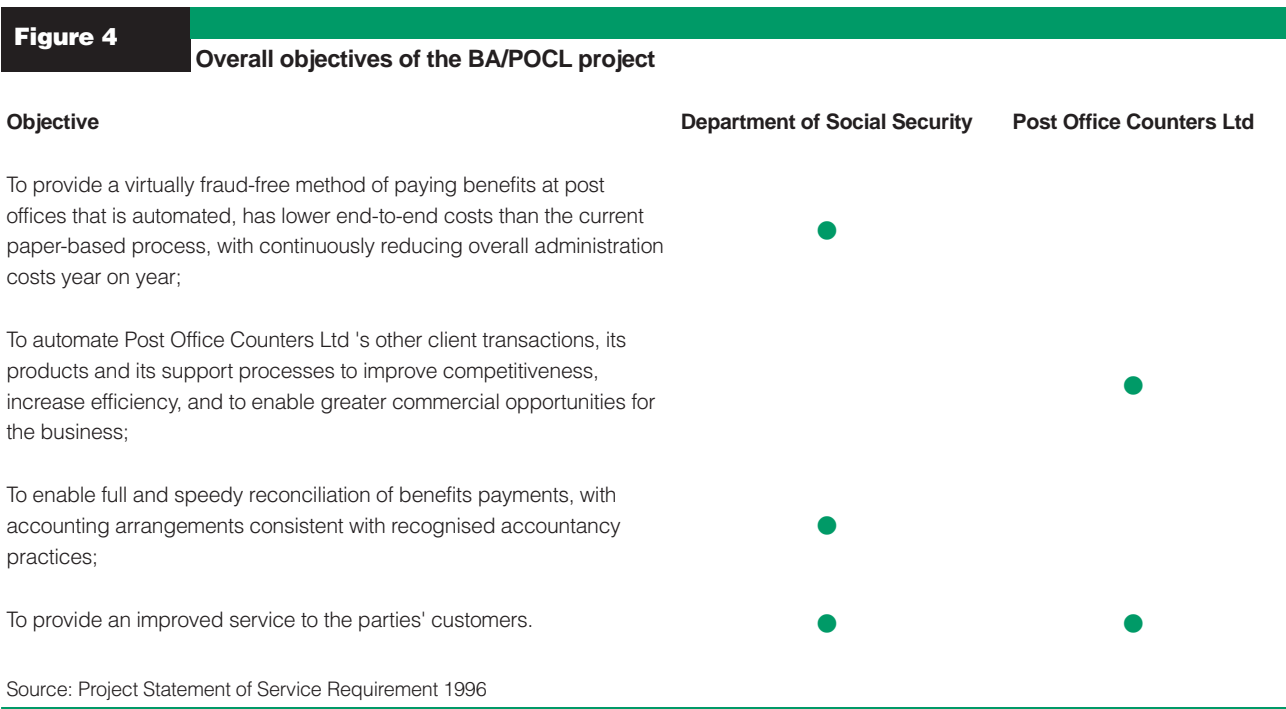 Figure 4
Overall objectives of the BA/POCL project
Objective Department of Social Security Post Office Counters Ltd
To provide a virtually fraud-free method of paying benefits at post
offices that is automated, has lower end-to-end costs than the current
paper-based process, with continuously reducing overall administration
costs year on year;
To automate Post Office Counters Ltd 's other client transactions, its
products and its support processes to improve competitiveness,
increase efficiency, and to enable greater commercial opportunities for
the business;
To enable full and speedy reconciliation of benefits payments, with
accounting arrangements consistent with recognised accountancy
practices;
To provide an improved service to the parties' customers.
Source: Project Statement of Service Requirement 1996